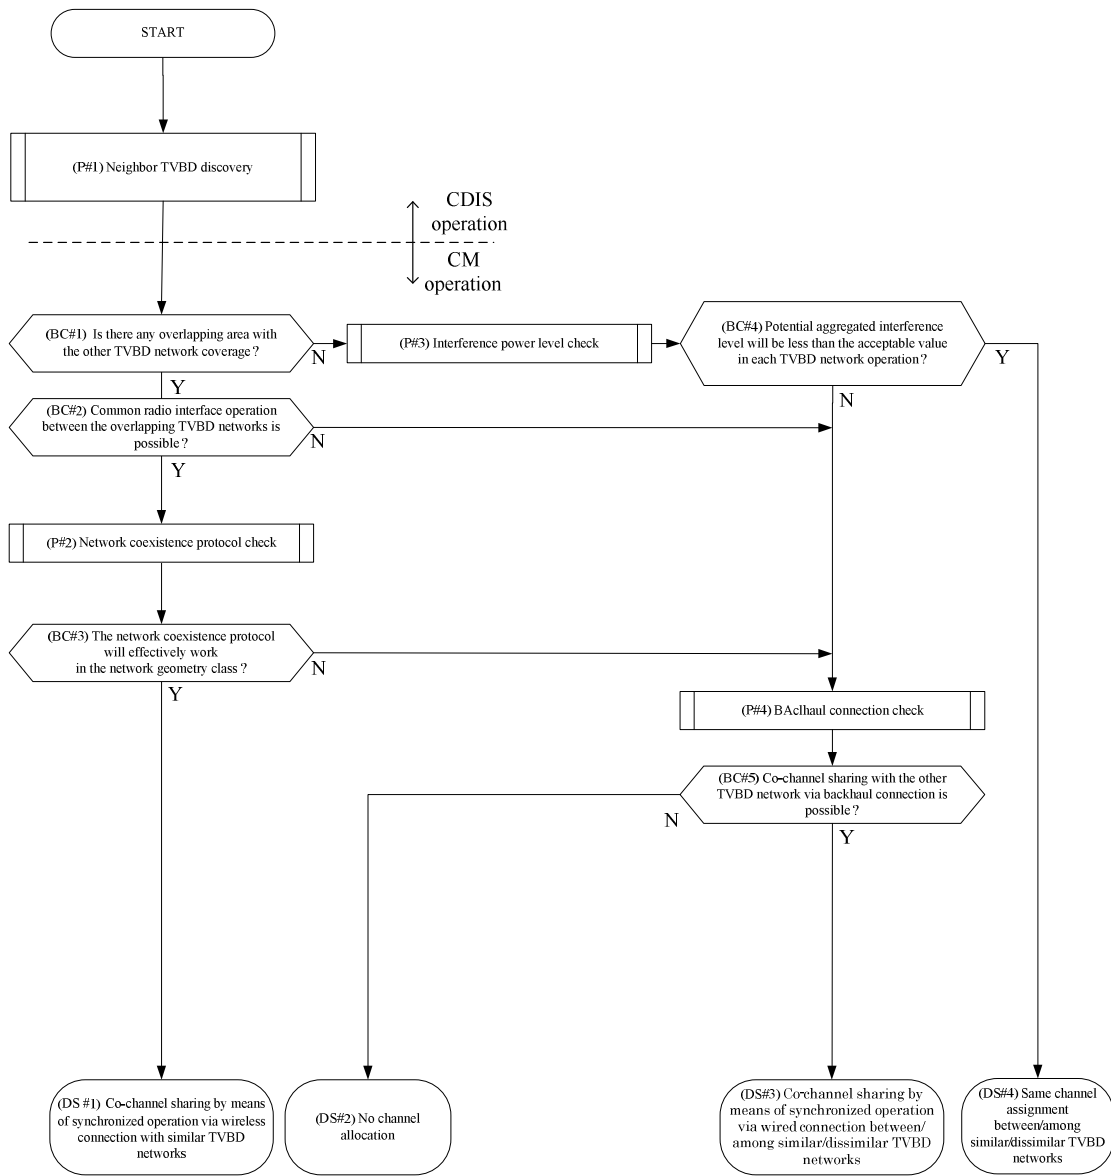 START
(P#1) Neighbor TVBD discovery
CDIS
operation
CM
operation
(BC#1) Is there any overlapping area with
the other TVBD network coverage ?
N
Y
(P#3) Interference power level check
(BC#4) Potential aggregated interference
level will be less than the acceptable value
in each TVBD network operation ?
Y
N
(BC#2) Common radio interface operation
between the overlapping TVBD networks is
possible ?
N
Y
(P#2) Network coexistence protocol check
(BC#3) The network coexistence protocol
will effectively work
in the network geometry class ?
N
Y
(P#4) BAclhaul connection check
(BC#5) Co-channel sharing with the other
TVBD network via backhaul connection is
possible ?
N
Y
(DS #1) Co-channel sharing by means
of synchronized operation via wireless
connection with similar TVBD
networks
(DS#2) No channel
allocation
(DS#3) Co-channel sharing by
means of synchronized operation
via wired connection between/
among similar/dissimilar TVBD
networks
(DS#4) Same channel
assignment
between/among
similar/dissimilar TVBD
networks